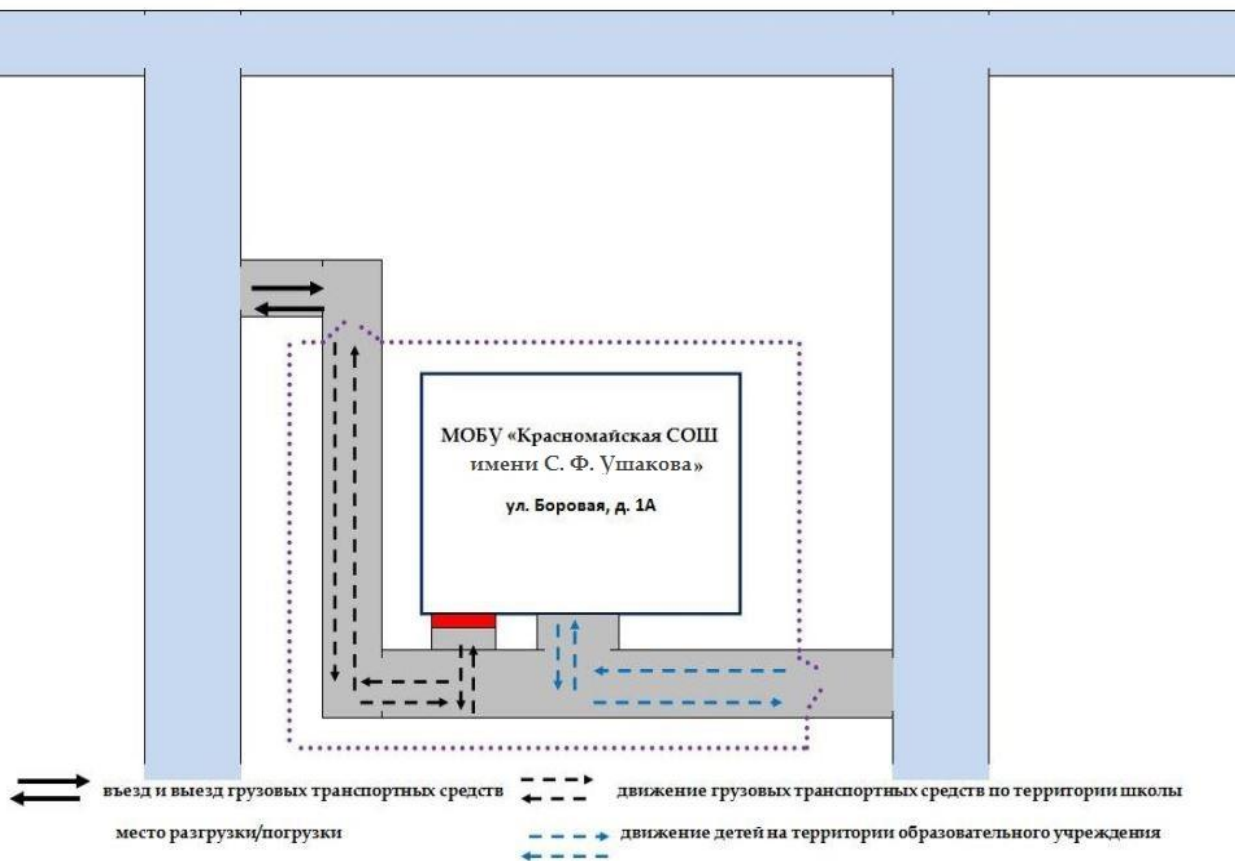 МОБУ «Красномайская СОШ
имени С. Ф. Ушакова»
ул. Боровая, д. 1А
въезд и выезд грузовых транспортных средств
движение грузовых транспортных средств по территории школы
место разгрузки/погрузки
движение детей на территории образовательного учреждения